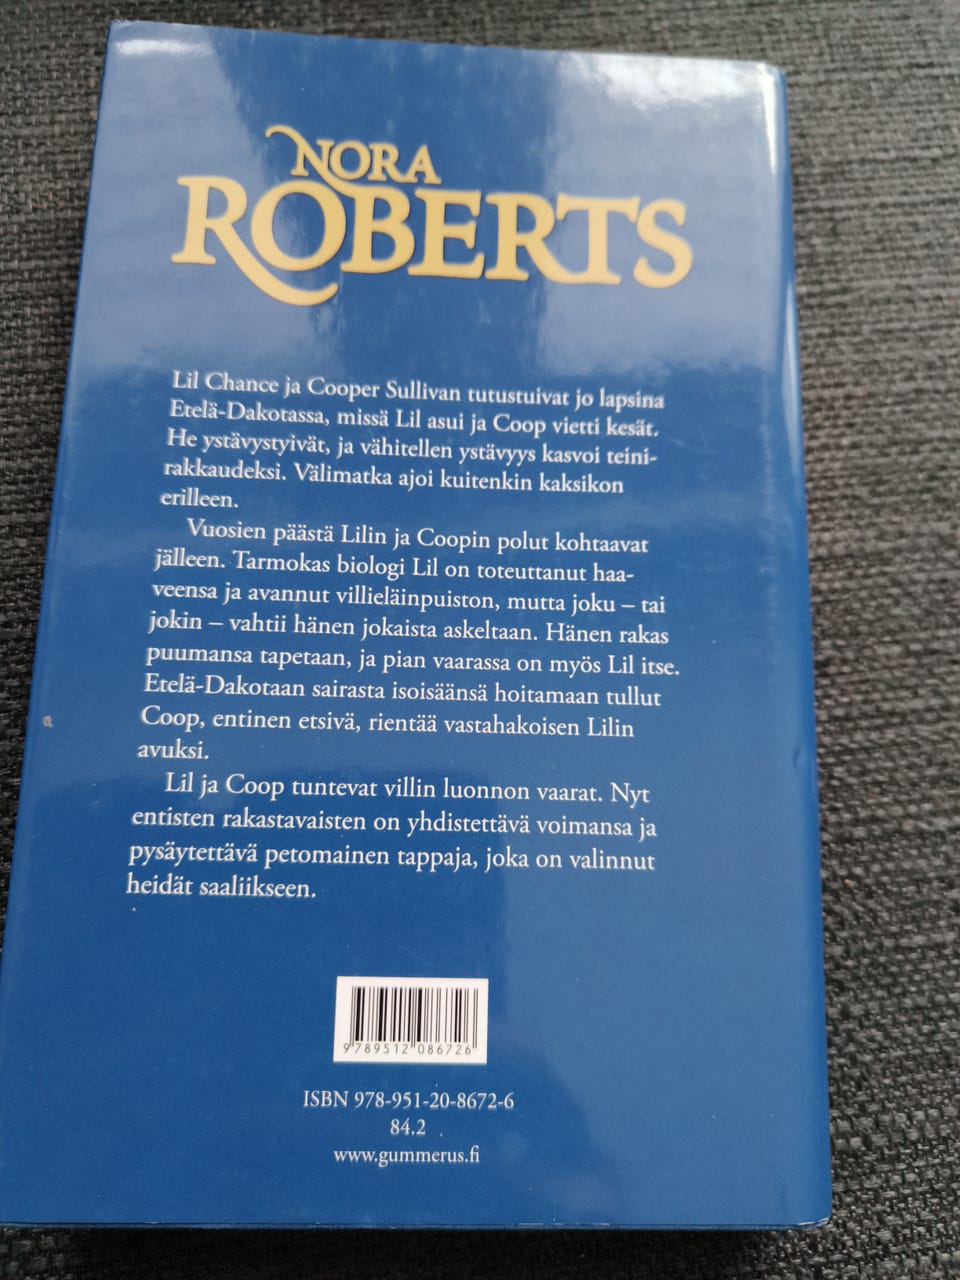 NORA
ROBERTS
Lil Chance ja Cooper Sullivan tutustuivat jo lapsina
Etelä-Dakotassa, missä Lil asui ja Coop vietti kesät.
He ystävystyivät, ja vähitellen ystävyys kasvoi teini-
rakkaudeksi. Välimatka ajoi kuitenkin kaksikon
erilleen.
Vuosien päästä Lilin ja Coopin polut kohtaavat
jälleen. Tarmokas biologi Lil on toteuttanut haa-
veensa ja avannut villieläinpuiston, mutta joku – tai
jokin – vahtii hänen jokaista askeltaan. Hänen rakas
puumansa tapetaan, ja pian vaarassa on myös Lil itse.
Etelä-Dakotaan sairasta isoisäänsä hoitamaan tullut
Coop, entinen etsivä, rientää vastahakoisen Lilin
avuksi.
Lil ja Coop tuntevat villin luonnon vaarat. Nyt
entisten rakastavaisten on yhdistettävä voimansa ja
pysäytettävä petomainen tappaja, joka on valinnut
heidät saaliikseen.
9 789512 086726
ISBN 978-951-20-8672-6
84.2
www.gummerus.fi